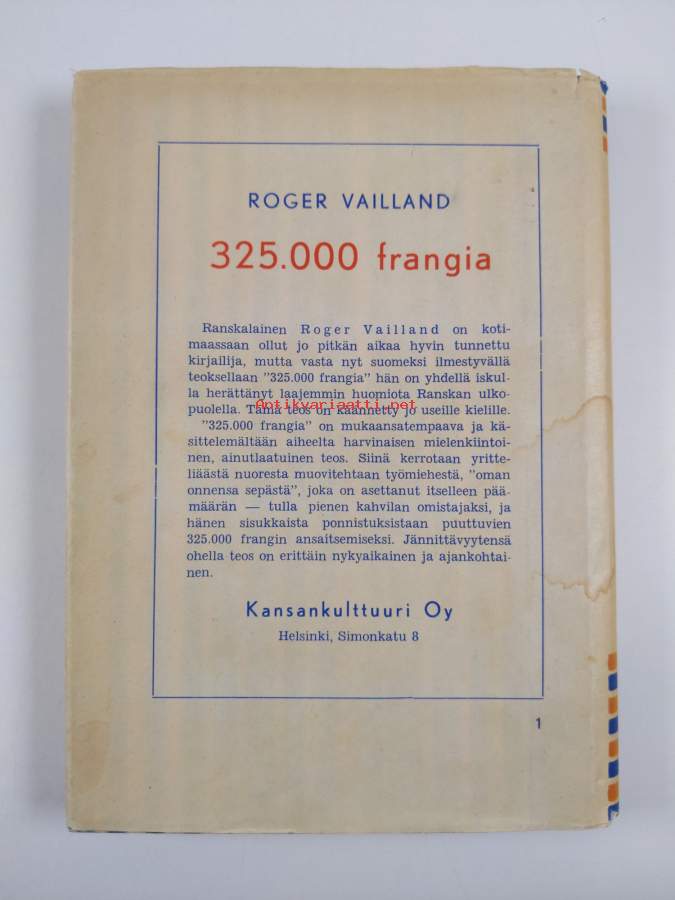 ROGER VAILLAND
325.000 frangia
Ranskalainen Roger Vailland on koti-
maassaan ollut jo pitkän aikaa hyvin tunnettu
kirjailija, mutta vasta nyt suomeksi ilmestyvällä
teoksellaan "325.000 frangia" hän on yhdellä iskul-
la herättänyt laajemmin huomiota Ranskan ulko-
puolella. Tämä teos on käännetty jo useille kielille.
Antikvariaatti.net
"325.000 frangia" on mukaansatempaava ja kä-
sittelemältään aiheelta harvinaisen mielenkiintoi-
nen, ainutlaatuinen teos. Siinä kerrotaan yritte-
liäästä nuoresta muovitehtaan työmiehestä, "oman
onnensa sepästä", joka on asettanut itselleen pää-
määrän — tulla pienen kahvilan omistajaksi, ja
hänen sisukkaista ponnistuksistaan puuttuvien
325.000 frangin ansaitsemiseksi. Jännittävyytensä
ohella teos on erittäin nykyaikainen ja ajankohtai-
nen.
Kansankulttuuri Oy
Helsinki, Simonkatu 8
1